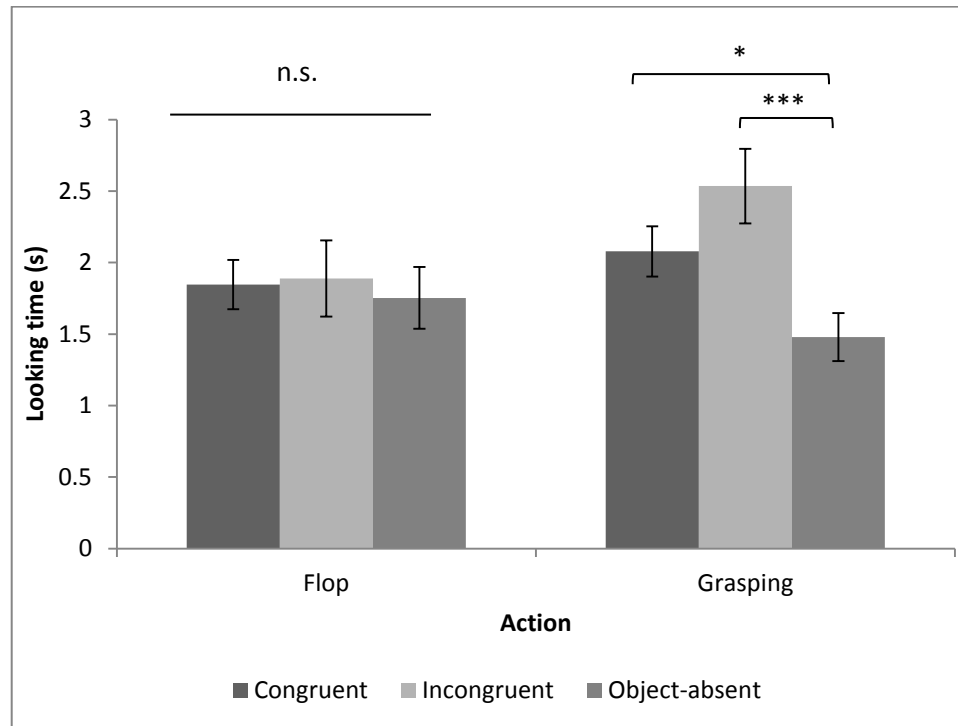 n.s.
*
***
3
2.5
2
1.5
1
0.5
0
Looking time (s)
Flop
Grasping
Action
Congruent
Incongruent
Object-absent